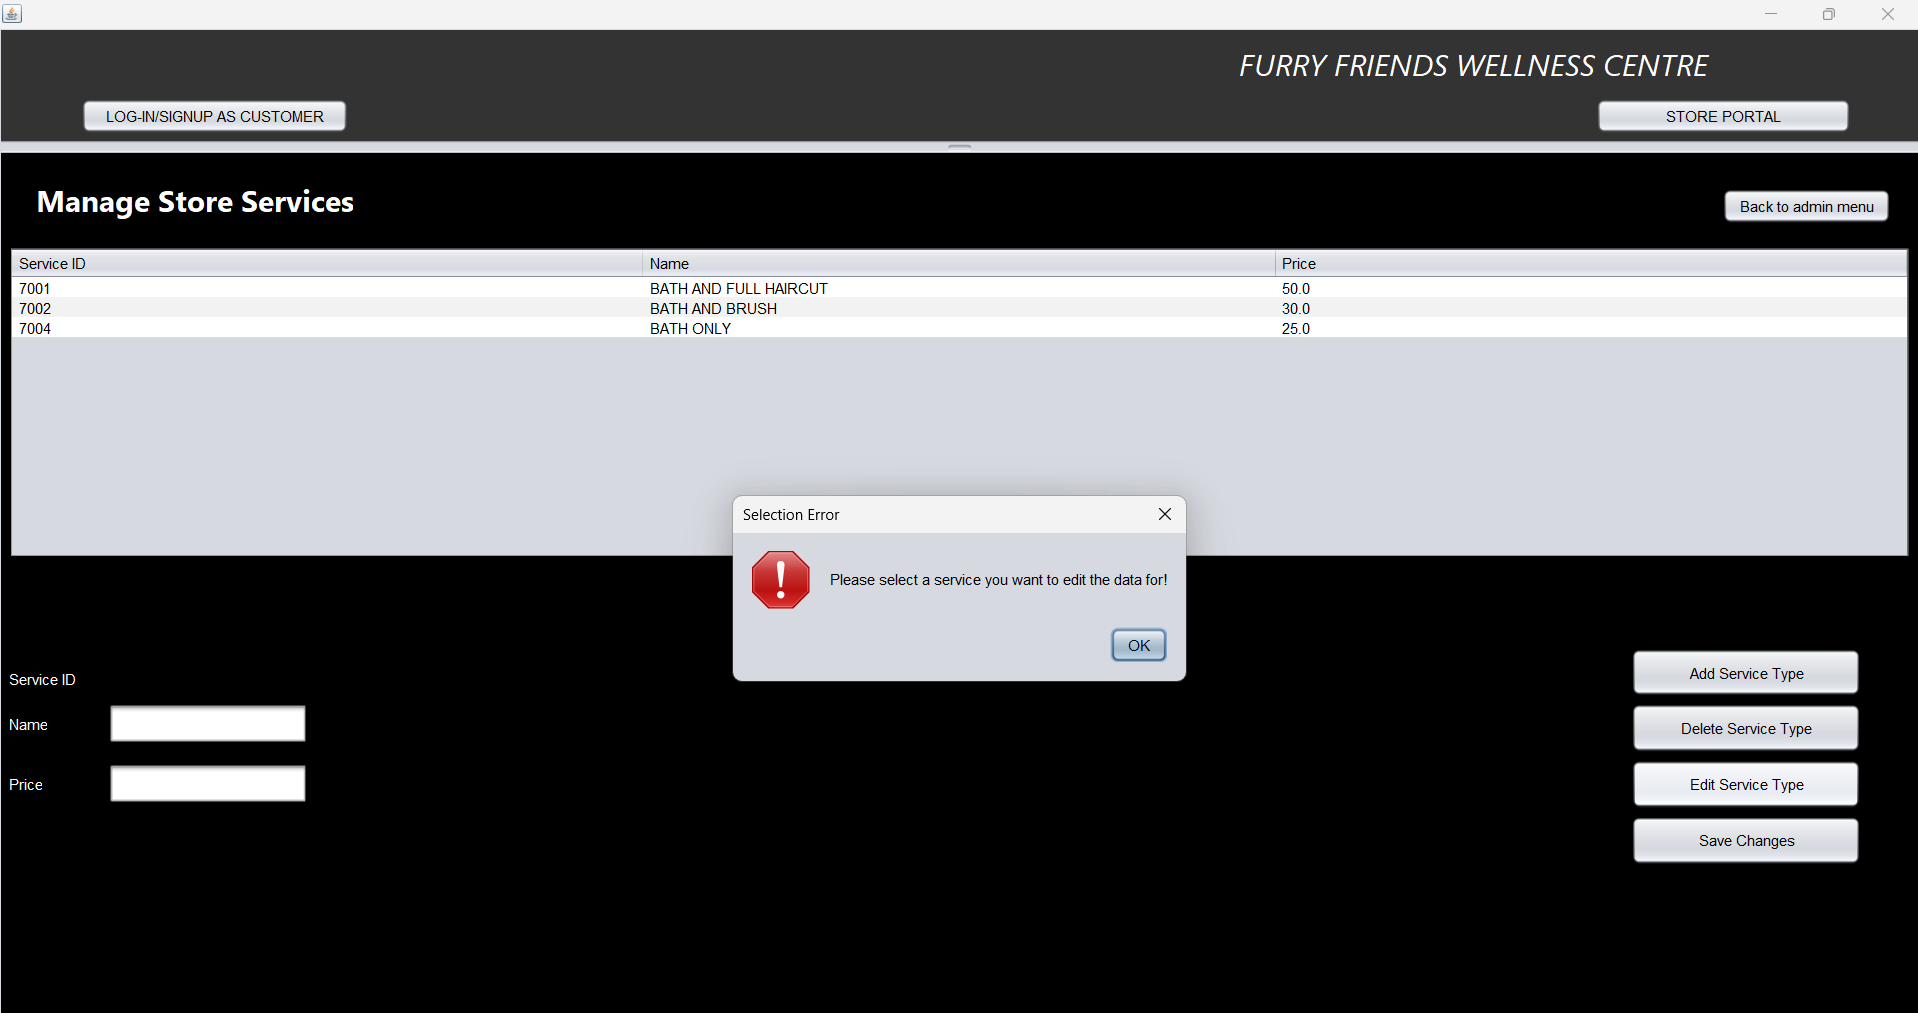 FURRY FRIENDS WELLNESS CENTRE
LOG-IN/SIGNUP AS CUSTOMER
STORE PORTAL
Manage Store Services
Back to admin menu
Service ID Name Price
7001 BATH AND FULL HAIRCUT 50.0
7002 BATH AND BRUSH 30.0
7004 BATH ONLY 25.0
Selection Error
Please select a service you want to edit the data for!
OK
Service ID
Name
Price
Add Service Type
Delete Service Type
Edit Service Type
Save Changes